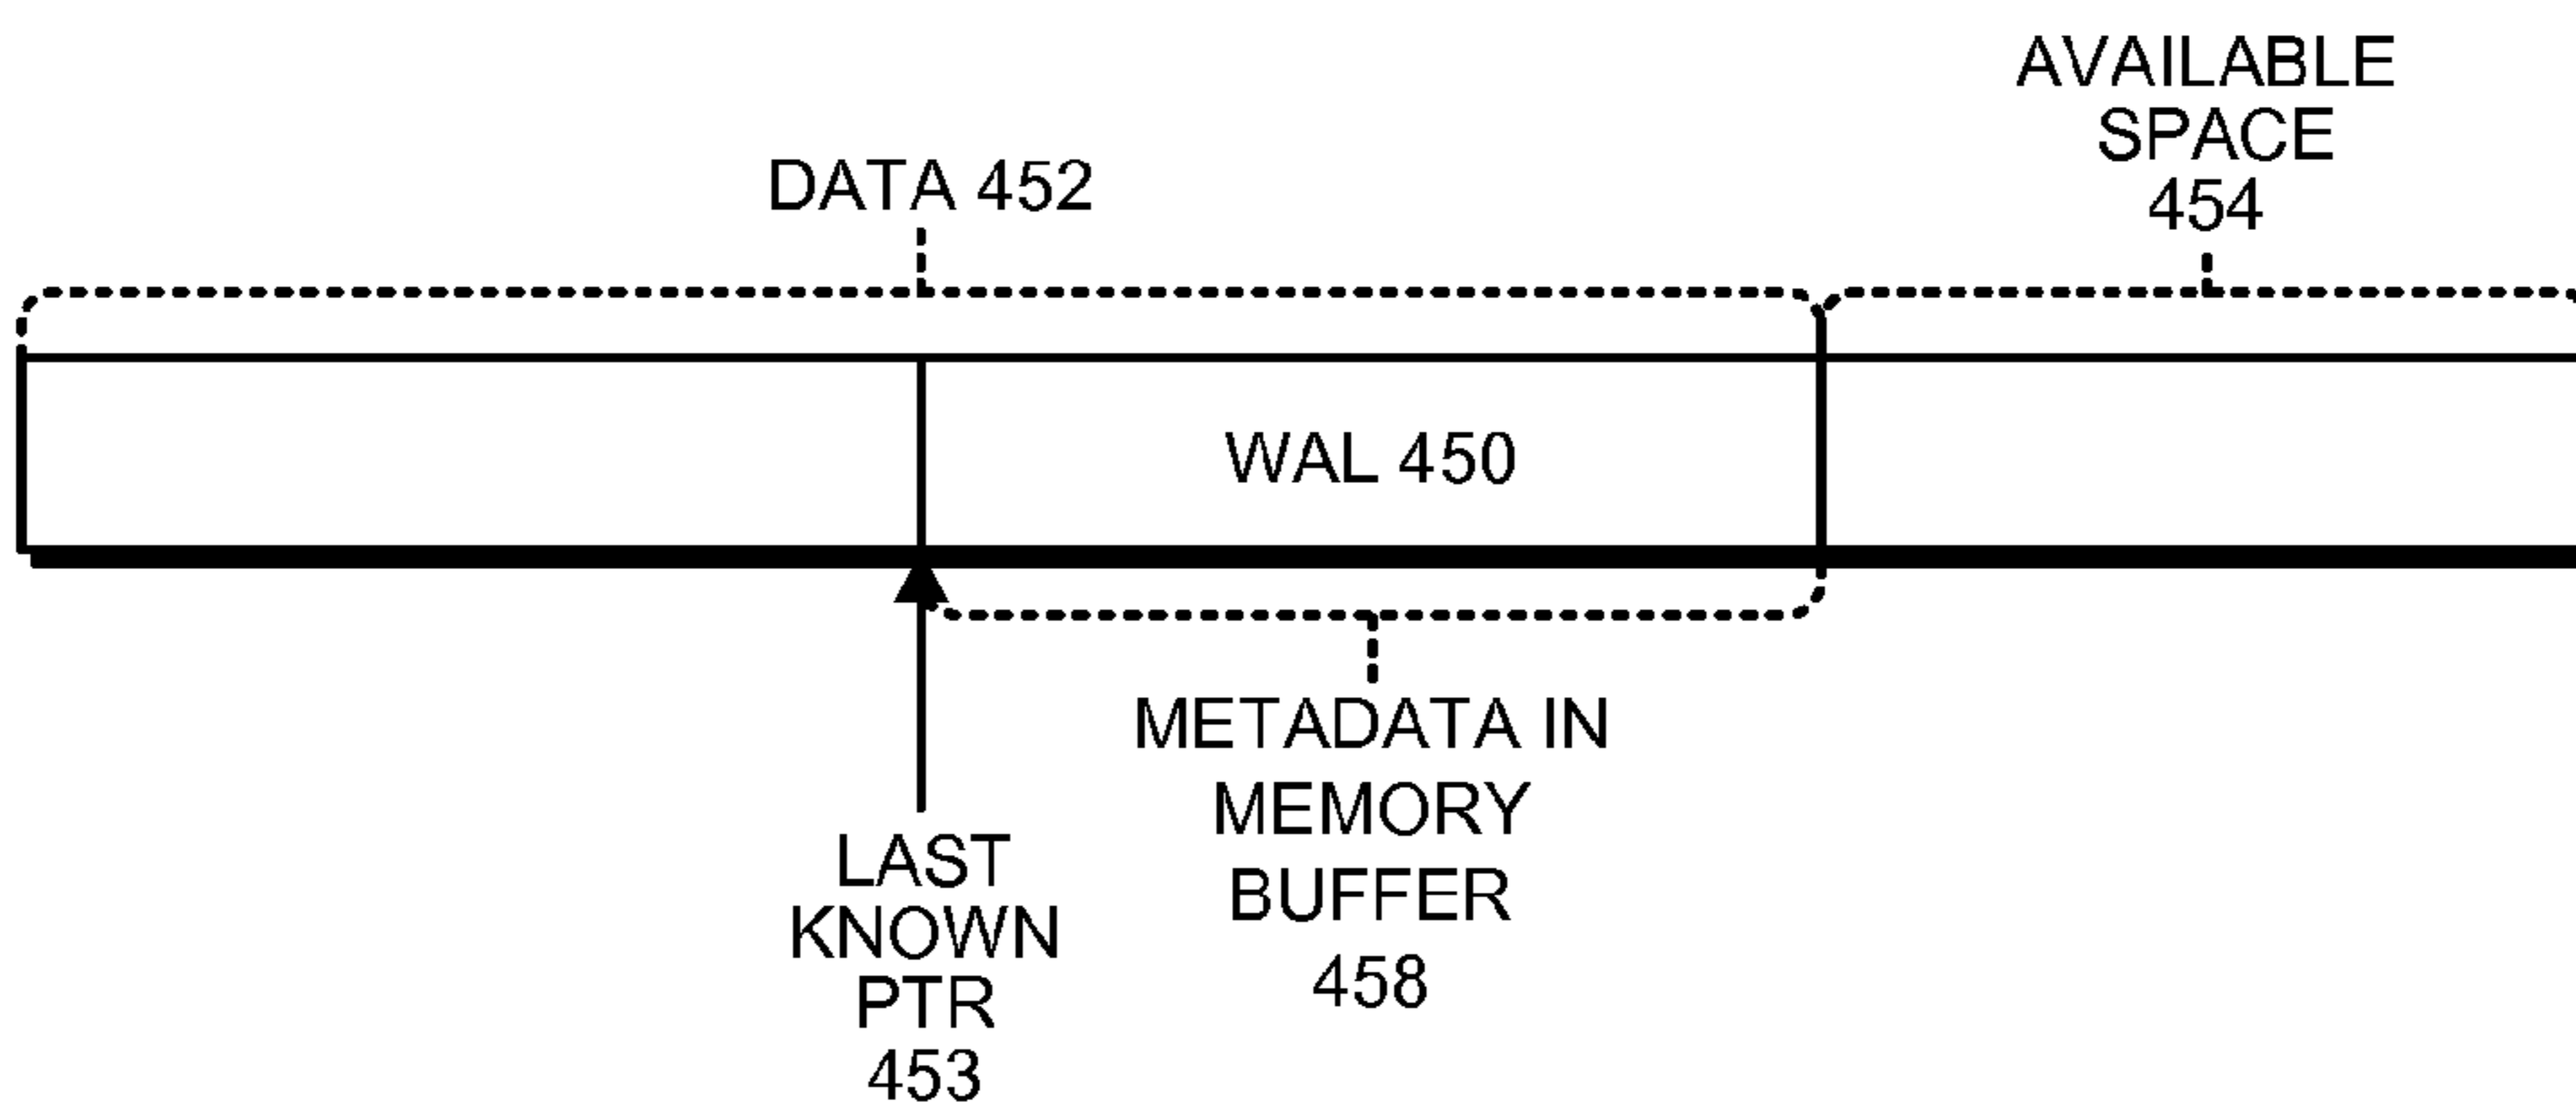 AVAILABLE
SPACE
454
DATA 452
WAL 450
METADATA IN
MEMORY
BUFFER
458
LAST
KNOWN
PTR
453